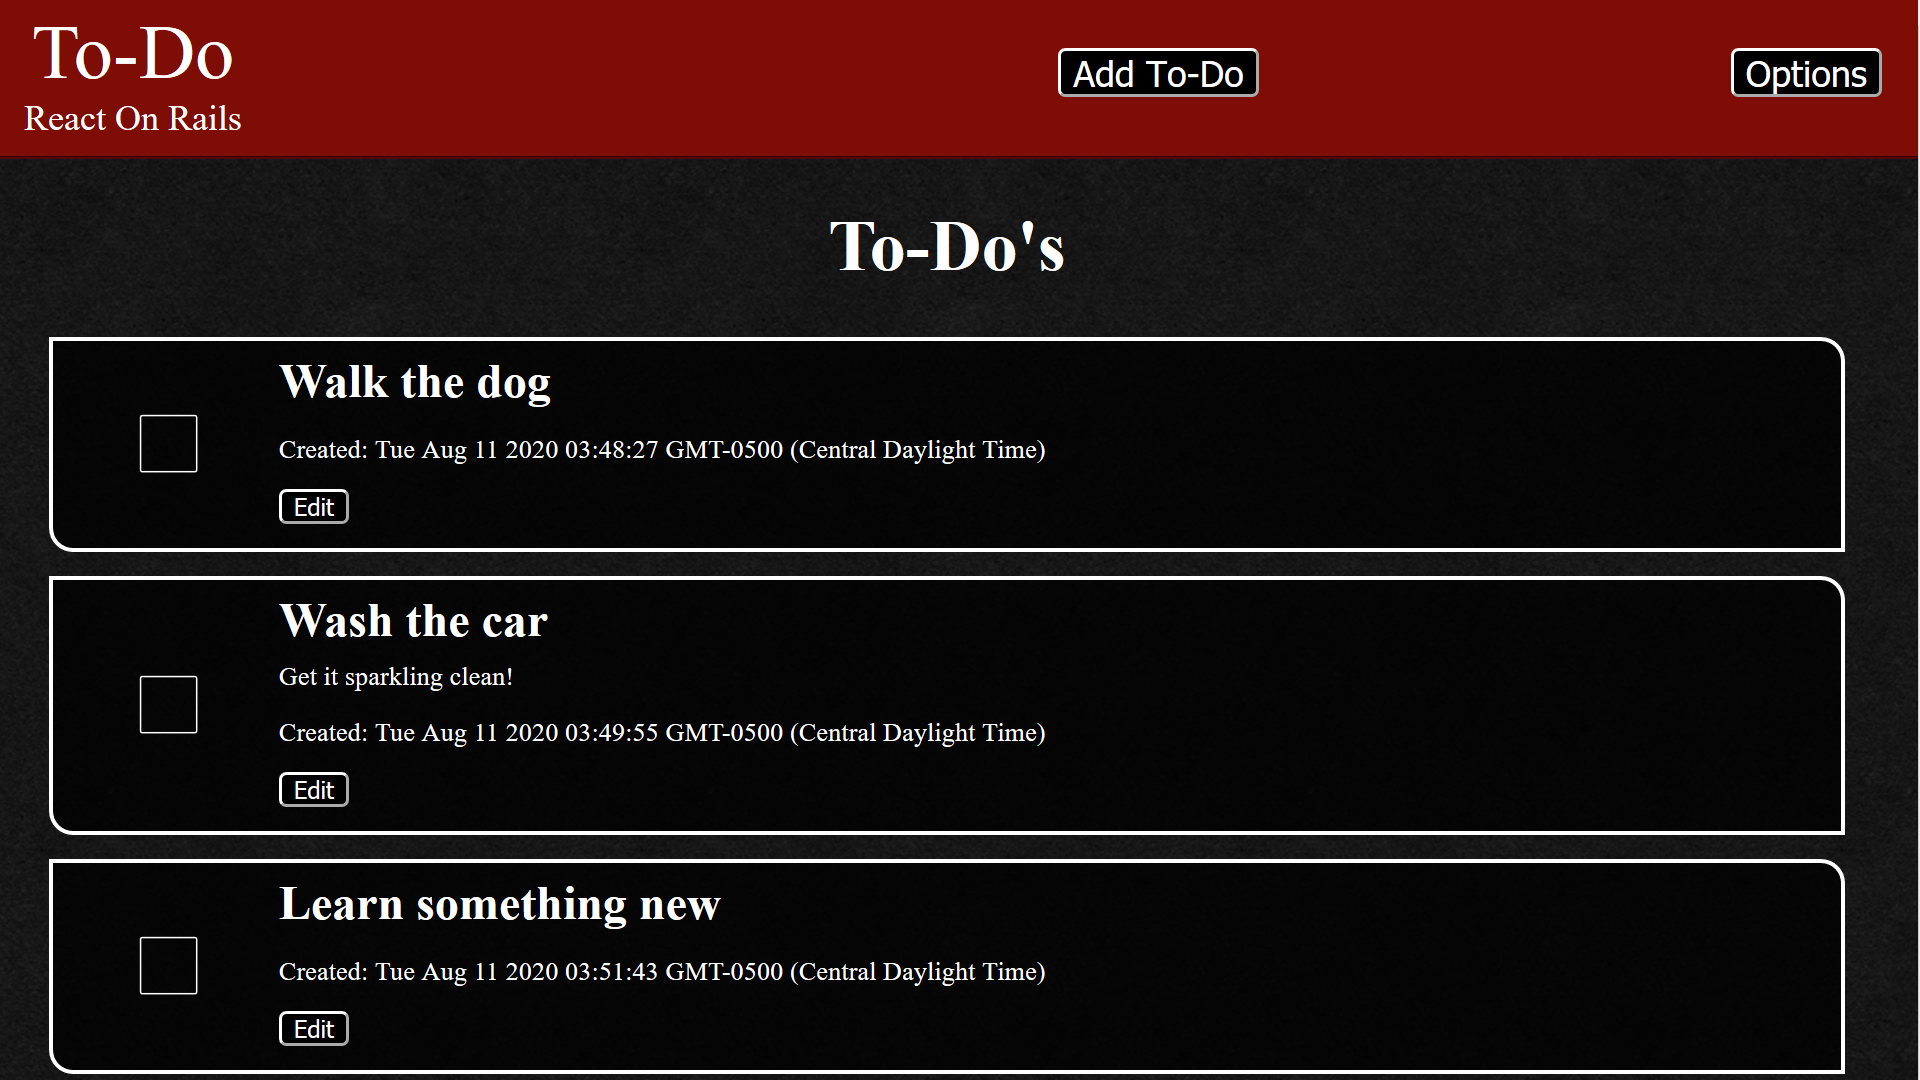 To-Do
React On Rails
Add To-Do
Options
To-Do's
Walk the dog
Created: Tue Aug 11 2020 03:48:27 GMT-0500 (Central Daylight Time)
Edit
Wash the car
Get it sparkling clean!
Created: Tue Aug 11 2020 03:49:55 GMT-0500 (Central Daylight Time)
Edit
Learn something new
Created: Tue Aug 11 2020 03:51:43 GMT-0500 (Central Daylight Time)
Edit